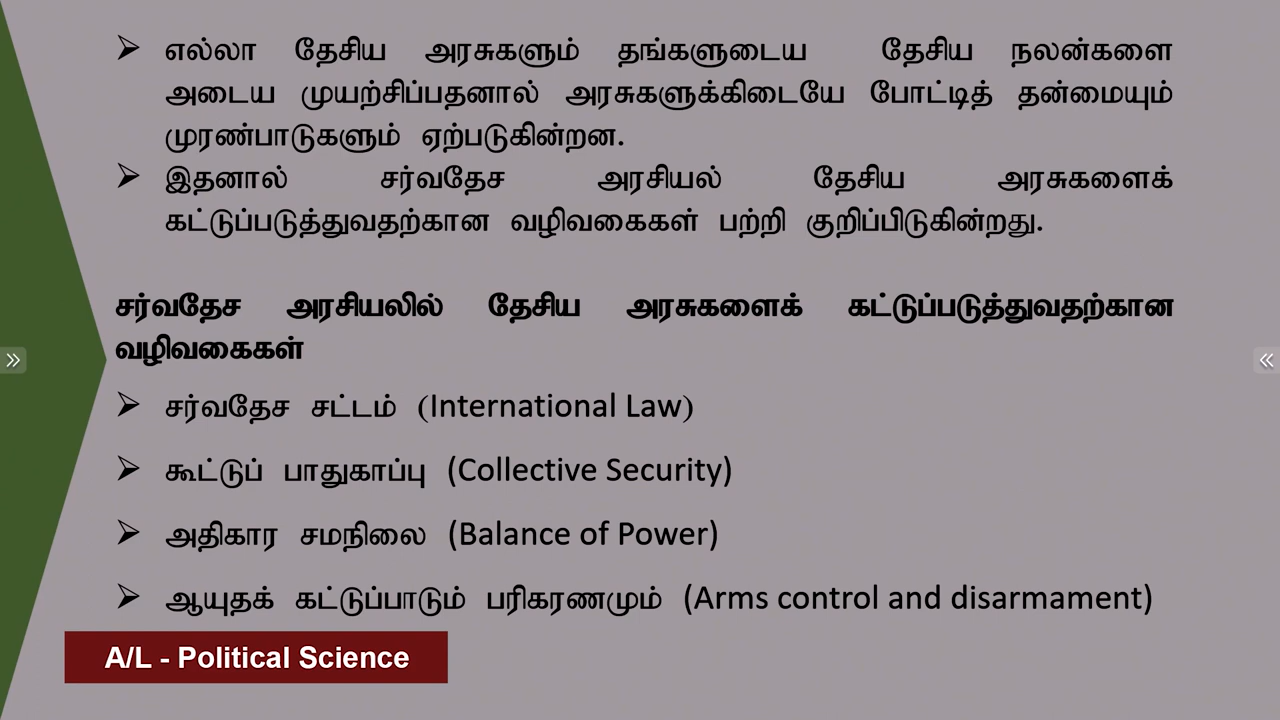 ➢ எல்லா தேசிய அரசுகளும் தங்களுடைய தேசிய நலன்களை
அடைய முயற்சிப்பதனால் அரசுகளுக்கிடையே போட்டித் தன்மையும்
முரண்பாடுகளும் ஏற்படுகின்றன.
➢ இதனால் சர்வதேச அரசியல் தேசிய அரசுகளைக்
கட்டுப்படுத்துவதற்கான வழிவகைகள் பற்றி குறிப்பிடுகின்றது.
சர்வதேச அரசியலில் தேசிய அரசுகளைக் கட்டுப்படுத்துவதற்கான
வழிவகைகள்
➢ சர்வதேச சட்டம் (International Law)
➢ கூட்டுப் பாதுகாப்பு (Collective Security)
➢ அதிகார சமநிலை (Balance of Power)
➢ ஆயுதக் கட்டுப்பாடும் பரிகரணமும் (Arms control and disarmament)
A/L - Political Science